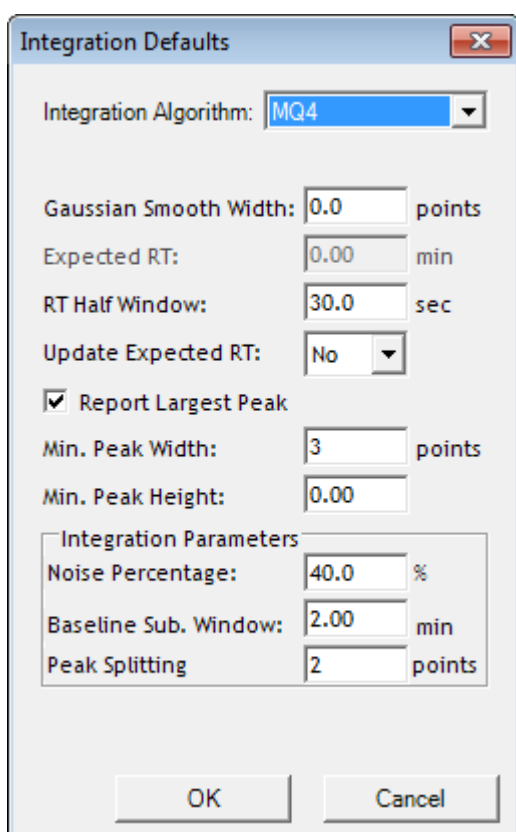 Integration Defaults
Integration Algorithm: MQ4
Gaussian Smooth Width: 0.0 points
Expected RT: 0.00 min
RT Half Window: 30.0 sec
Update Expected RT: No
Report Largest Peak
Min. Peak Width: 3 points
Min. Peak Height: 0.00
Integration Parameters
Noise Percentage: 40.0 %
Baseline Sub. Window: 2.00 min
Peak Splitting 2 points
OK Cancel